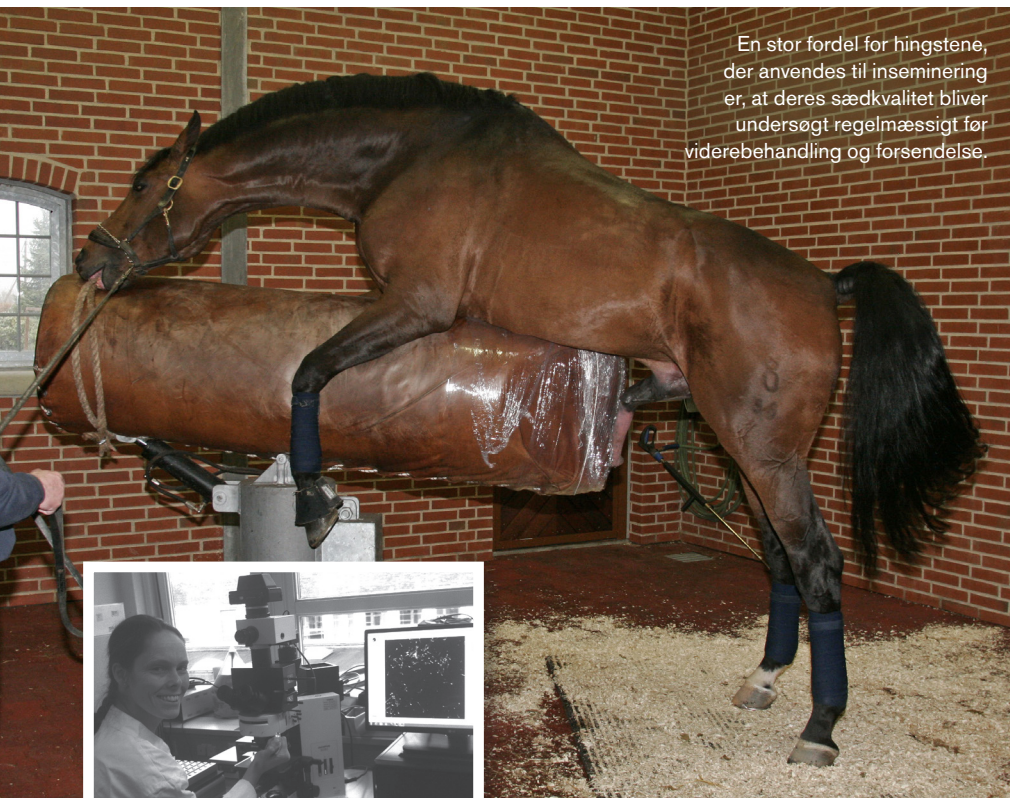 En stor fordel for hingstene,
der anvendes til inseminering
er, at deres sædkvalitet bliver
undersøgt regelmæssigt før
viderebehandling og forsendelse.